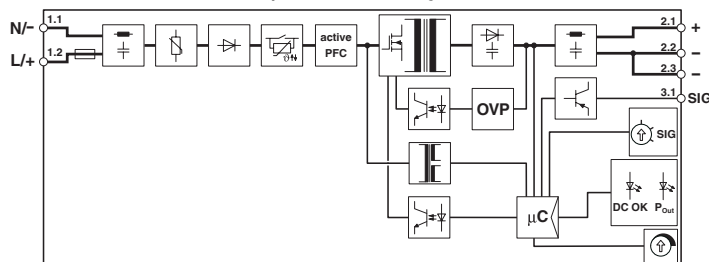 N/-
1.1
L/+
1.2
active
PFC
2.1
+
2.2
−
2.3
−
3.1
SIG
OVP
SIG
ϑ
DC OK
POut
µC